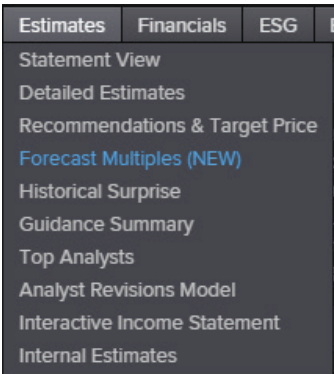 Estimates Financials ESG
Statement View
Detailed Estimates
Recommendations & Target Price
Forecast Multiples (NEW)
Historical Surprise
Guidance Summary
Top Analysts
Analyst Revisions Model
Interactive Income Statement
Internal Estimates